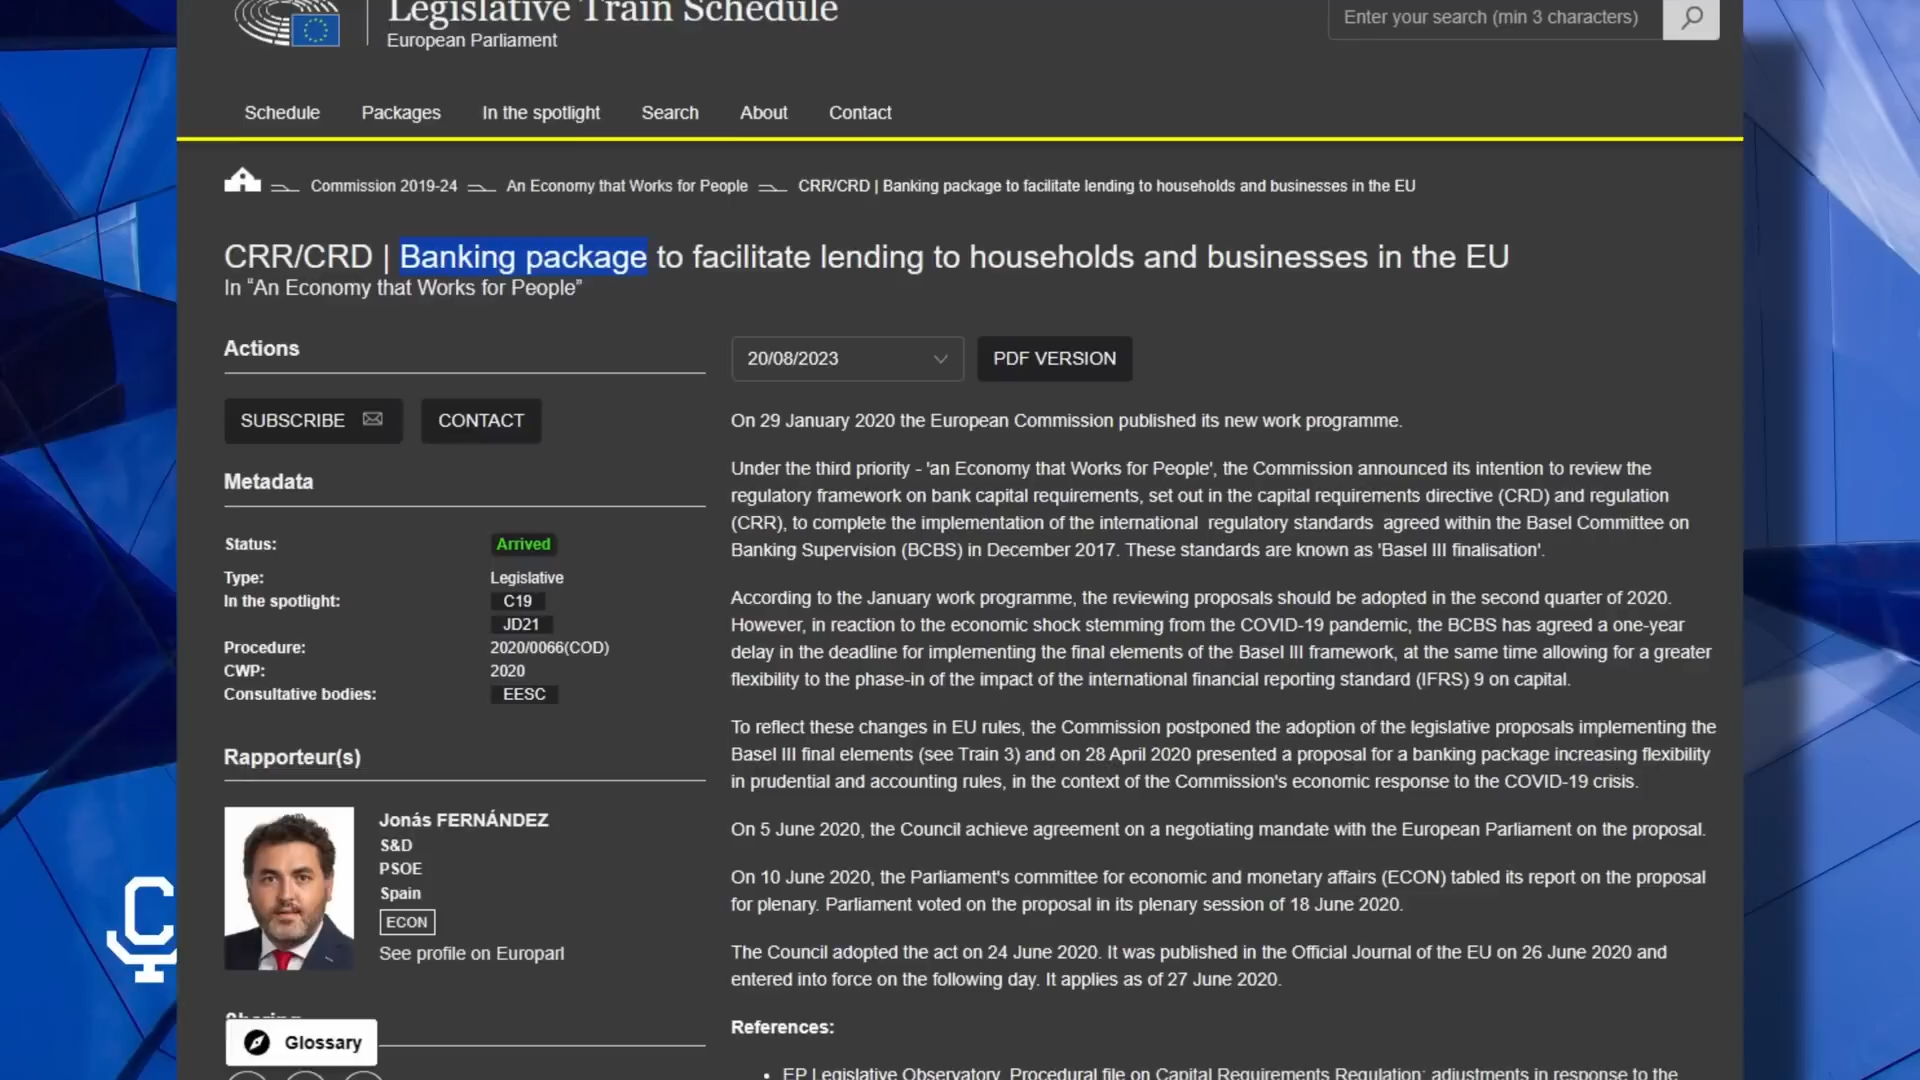 Legislative Train Schedule
European Parliament
Enter your search (min 3 characters)
Schedule Packages In the spotlight Search About Contact
Commission 2019-24 An Economy that Works for People CRR/CRD | Banking package to facilitate lending to households and businesses in the EU
CRR/CRD | Banking package to facilitate lending to households and businesses in the EU
In “An Economy that Works for People”
Actions
SUBSCRIBE CONTACT
Metadata
Status: Arrived
Type: Legislative
In the spotlight: C19
JD21
Procedure: 2020/0066(COD)
CWP: 2020
Consultative bodies: EESC
Rapporteur(s)
Jonás FERNÁNDEZ
S&D
PSOE
Spain
ECON
See profile on Europarl
Sharing
Glossary
20/08/2023 PDF VERSION
On 29 January 2020 the European Commission published its new work programme.
Under the third priority - 'an Economy that Works for People', the Commission announced its intention to review the
regulatory framework on bank capital requirements, set out in the capital requirements directive (CRD) and regulation
(CRR), to complete the implementation of the international regulatory standards agreed within the Basel Committee on
Banking Supervision (BCBS) in December 2017. These standards are known as 'Basel III finalisation'.
According to the January work programme, the reviewing proposals should be adopted in the second quarter of 2020.
However, in reaction to the economic shock stemming from the COVID-19 pandemic, the BCBS has agreed a one-year
delay in the deadline for implementing the final elements of the Basel III framework, at the same time allowing for a greater
flexibility to the phase-in of the impact of the international financial reporting standard (IFRS) 9 on capital.
To reflect these changes in EU rules, the Commission postponed the adoption of the legislative proposals implementing the
Basel III final elements (see Train 3) and on 28 April 2020 presented a proposal for a banking package increasing flexibility
in prudential and accounting rules, in the context of the Commission's economic response to the COVID-19 crisis.
On 5 June 2020, the Council achieve agreement on a negotiating mandate with the European Parliament on the proposal.
On 10 June 2020, the Parliament's committee for economic and monetary affairs (ECON) tabled its report on the proposal
for plenary. Parliament voted on the proposal in its plenary session of 18 June 2020.
The Council adopted the act on 24 June 2020. It was published in the Official Journal of the EU on 26 June 2020 and
entered into force on the following day. It applies as of 27 June 2020.
References:
• EP Legislative Observatory, Procedural file on Capital Requirements Regulation: adjustments in response to the